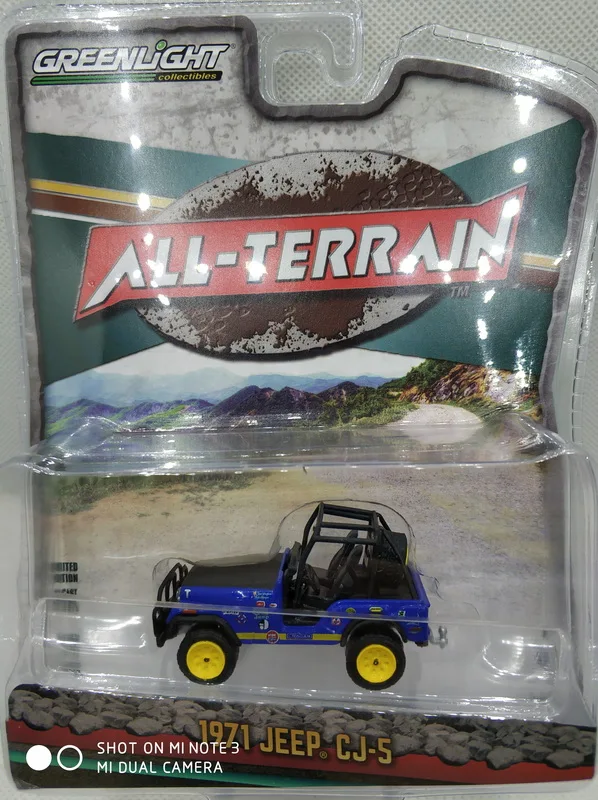 GREENLIGHT
collectibles
ALL-TERRAIN
TM
1971 JEEP® CJ-5
SHOT ON MI NOTE 3
MI DUAL CAMERA